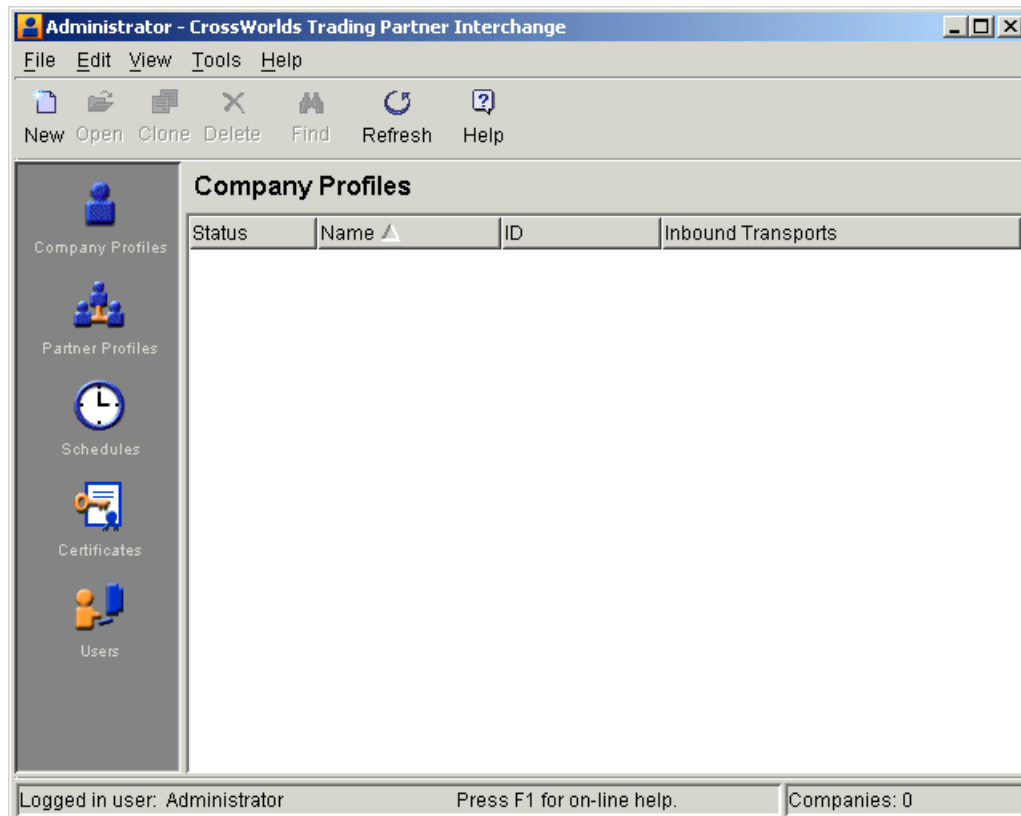 Administrator - CrossWorlds Trading Partner Interchange
File Edit View Tools Help
New Open Clone Delete Find Refresh Help
Company Profiles
Status Name ID Inbound Transports
Company Profiles
Partner Profiles
Schedules
Certificates
Users
Logged in user: Administrator Press F1 for on-line help. Companies: 0